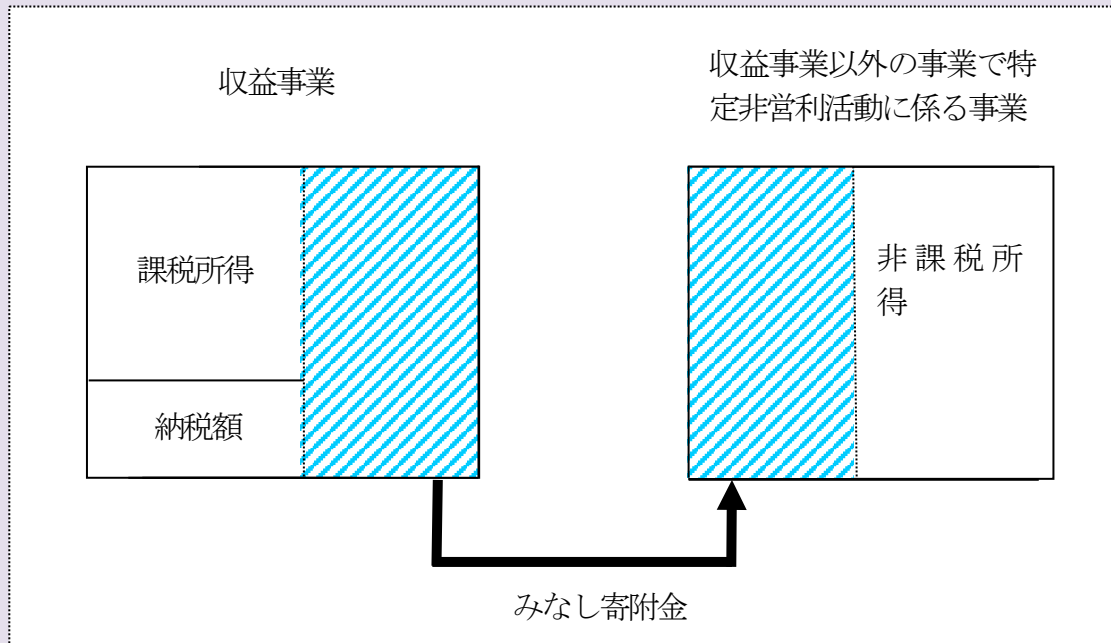 収益事業
収益事業以外の事業で特
定非営利活動に係る事業
課税所得
納税額
非課税所
得
みなし寄附金